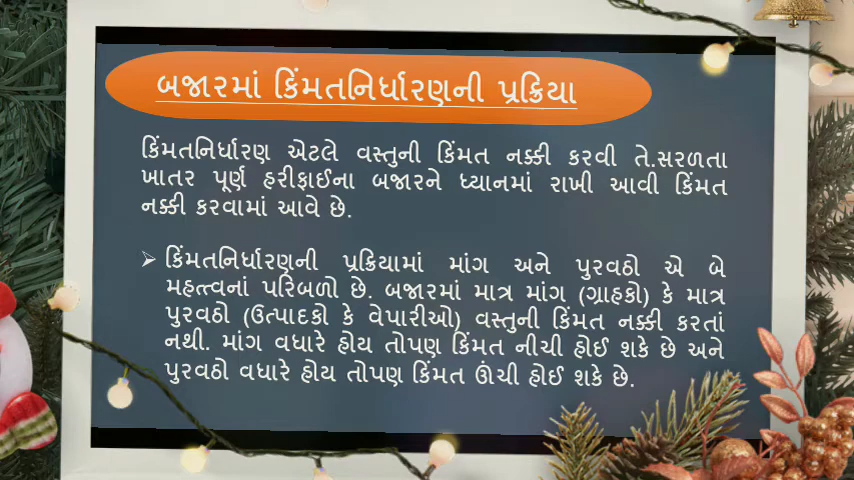 બજારમાં કિંમતનિર્ધારણની પ્રક્રિયા
કિંમતનિર્ધારણ એટલે વસ્તુની કિંમત નક્કી કરવી તે.સરળતા
ખાતર પૂર્ણ હરીફાઈના બજારને ધ્યાનમાં રાખી આવી કિંમત
નક્કી કરવામાં આવે છે.
➢ કિંમતનિર્ધારણની પ્રક્રિયામાં માંગ અને પુરવઠો એ બે
મહત્ત્વનાં પરિબળો છે. બજારમાં માત્ર માંગ (ગ્રાહકો) કે માત્ર
પુરવઠો (ઉત્પાદકો કે વેપારીઓ) વસ્તુની કિંમત નક્કી કરતાં
નથી. માંગ વધારે હોય તોપણ કિંમત નીચી હોઈ શકે છે અને
પુરવઠો વધારે હોય તોપણ કિંમત ઊંચી હોઈ શકે છે.